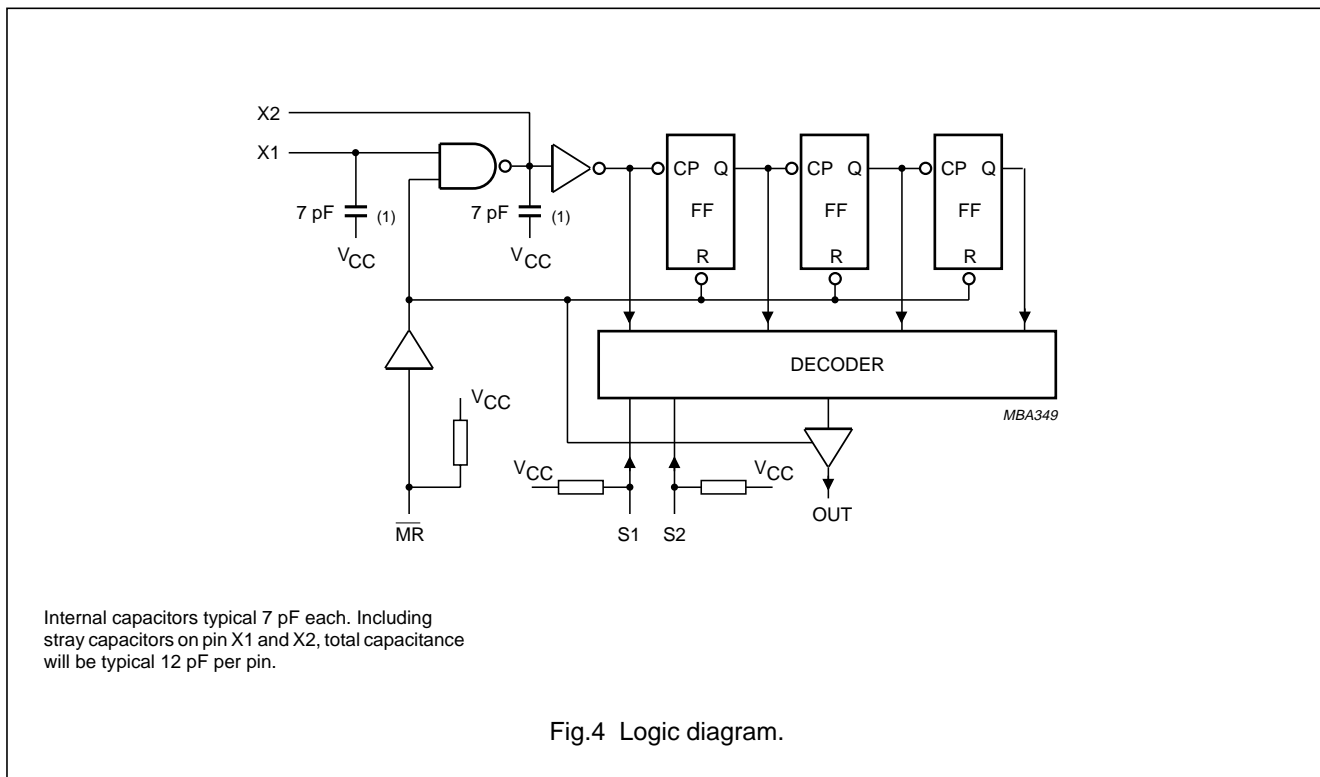 X2
X1
7 pF (1)
VCC
7 pF (1)
VCC
CP Q
FF
R
CP Q
FF
R
CP Q
FF
R
DECODER
MBA349
VCC
VCC
VCC
MR
S1
S2
OUT
Internal capacitors typical 7 pF each. Including
stray capacitors on pin X1 and X2, total capacitance
will be typical 12 pF per pin.
Fig.4 Logic diagram.